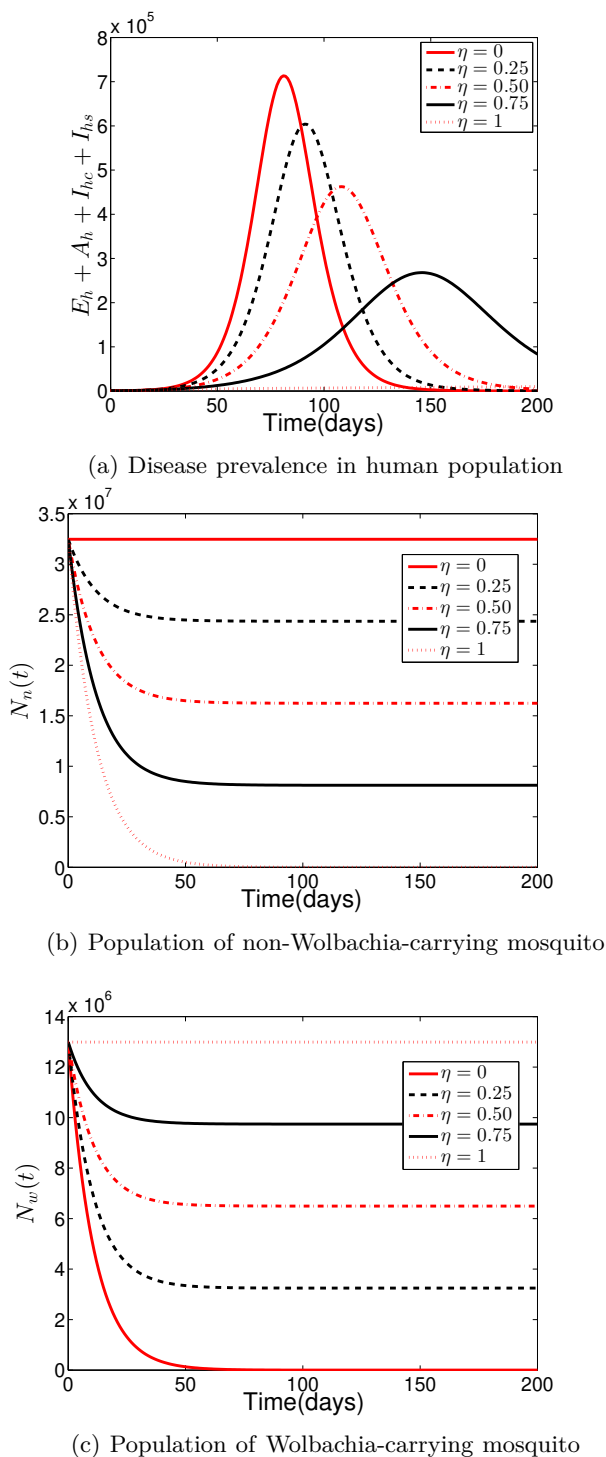 x 10^5
8
7
6
5
4
3
2
1
0
E_h + A_h + I_hc + I_hs
η = 0
η = 0.25
η = 0.50
η = 0.75
η = 1
0 50 100 150 200
Time(days)
(a) Disease prevalence in human population
x 10^7
3.5
3
2.5
2
1.5
1
0.5
0
N_n(t)
η = 0
η = 0.25
η = 0.50
η = 0.75
η = 1
0 50 100 150 200
Time(days)
(b) Population of non-Wolbachia-carrying mosquito
x 10^6
14
12
10
8
6
4
2
0
N_w(t)
η = 0
η = 0.25
η = 0.50
η = 0.75
η = 1
0 50 100 150 200
Time(days)
(c) Population of Wolbachia-carrying mosquito